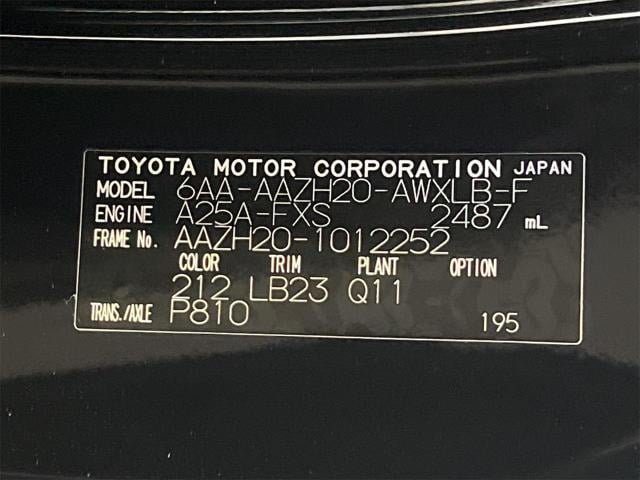 TOYOTA MOTOR CORPORATION JAPAN
MODEL 6AA-AAZH20-AWXLB-F
ENGINE A25A-FXS 2487 mL
FRAME No. AAZH20-1012252
COLOR TRIM PLANT OPTION
212 LB23 Q11
TRANS./AXLE P810 195